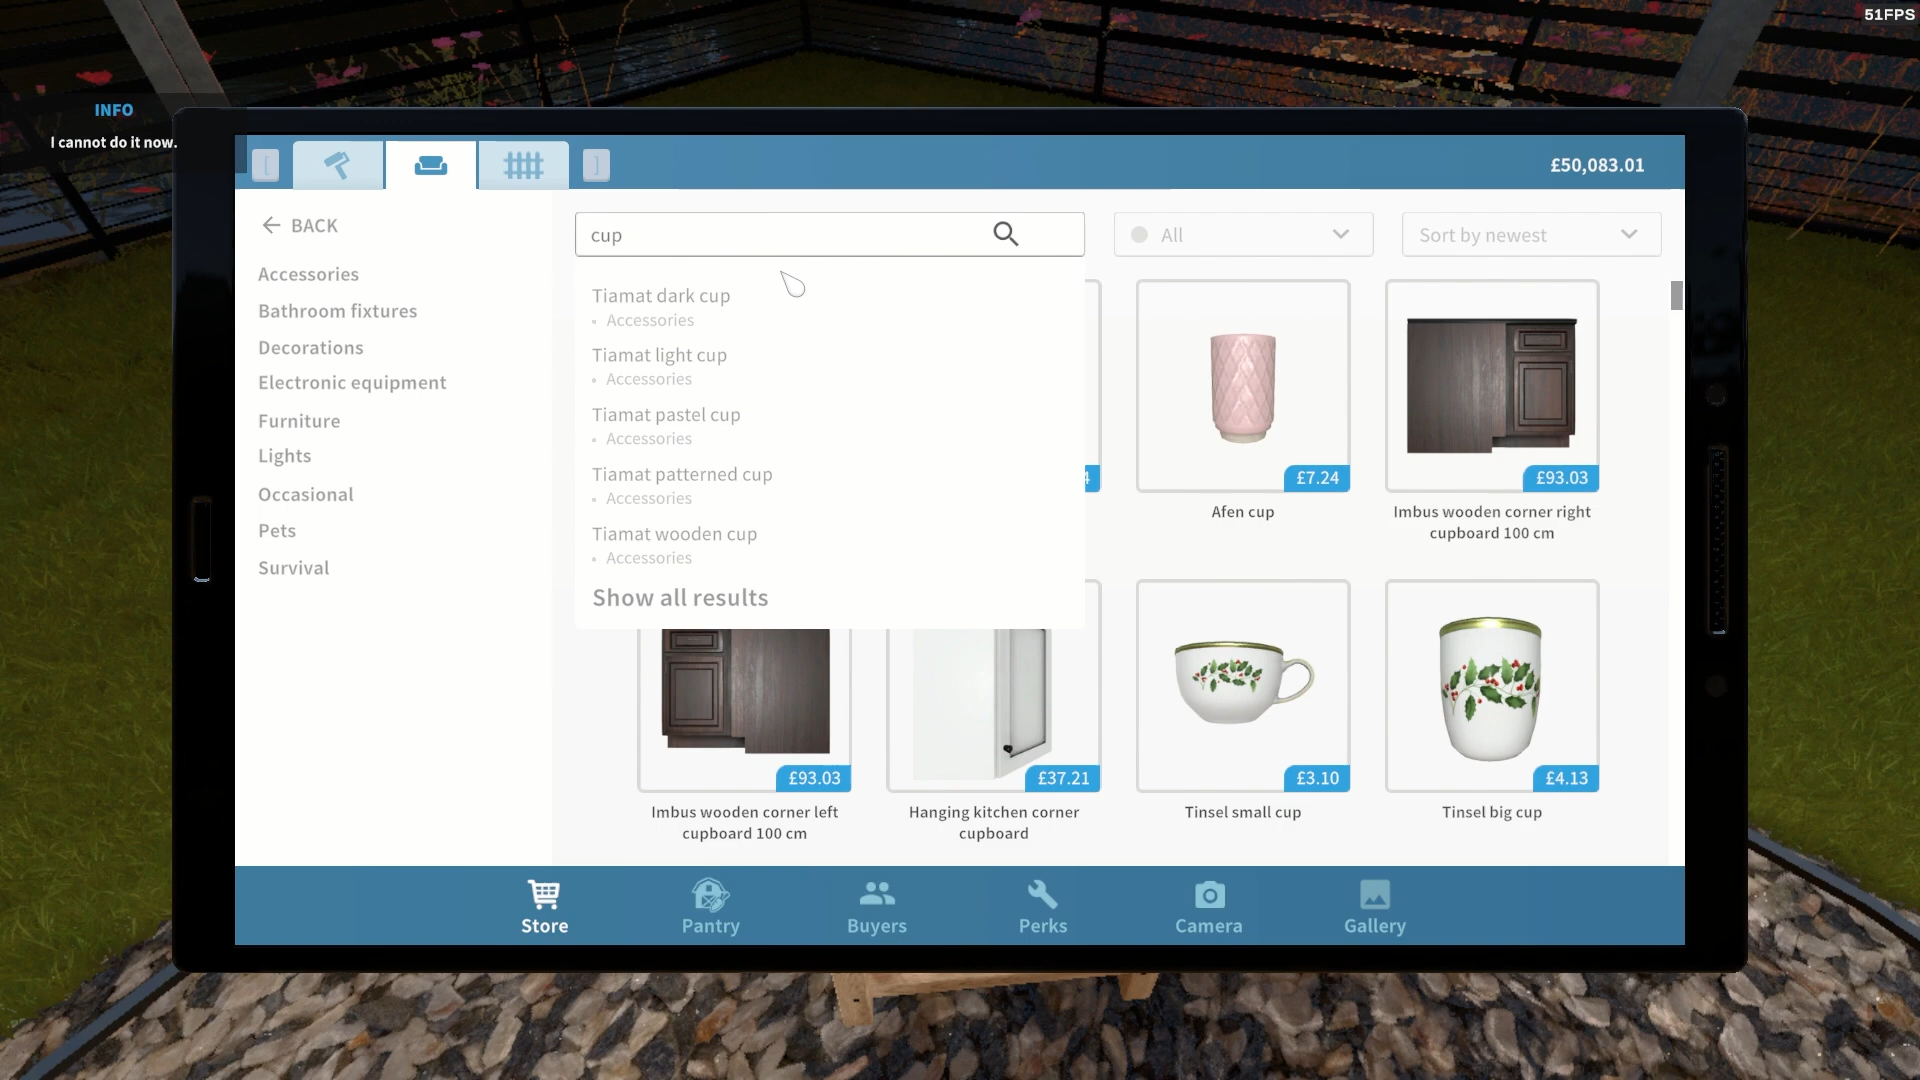 51FPS
INFO
I cannot do it now.
[
]
£50,083.01
BACK
Accessories
Bathroom fixtures
Decorations
Electronic equipment
Furniture
Lights
Occasional
Pets
Survival
cup
All
Sort by newest
Tiamat dark cup
Accessories
Tiamat light cup
Accessories
Tiamat pastel cup
Accessories
Tiamat patterned cup
Accessories
Tiamat wooden cup
Accessories
Show all results
4
£7.24
£93.03
Afen cup
Imbus wooden corner right
cupboard 100 cm
£93.03
£37.21
£3.10
£4.13
Imbus wooden corner left
cupboard 100 cm
Hanging kitchen corner
cupboard
Tinsel small cup
Tinsel big cup
Store
Pantry
Buyers
Perks
Camera
Gallery